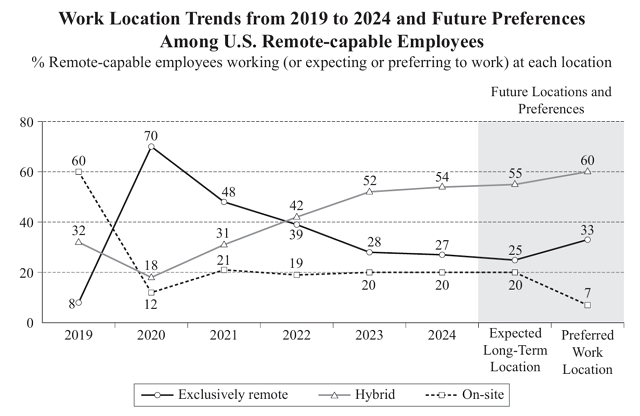 Work Location Trends from 2019 to 2024 and Future Preferences
Among U.S. Remote-capable Employees
% Remote-capable employees working (or expecting or preferring to work) at each location
Future Locations and
Preferences
80
60
40
20
0
60
32
8
70
18
12
48
31
21
42
39
19
52
28
20
54
27
20
55
25
20
60
33
7
2019
2020
2021
2022
2023
2024
Expected
Long-Term
Location
Preferred
Work
Location
Exclusively remote
Hybrid
On-site